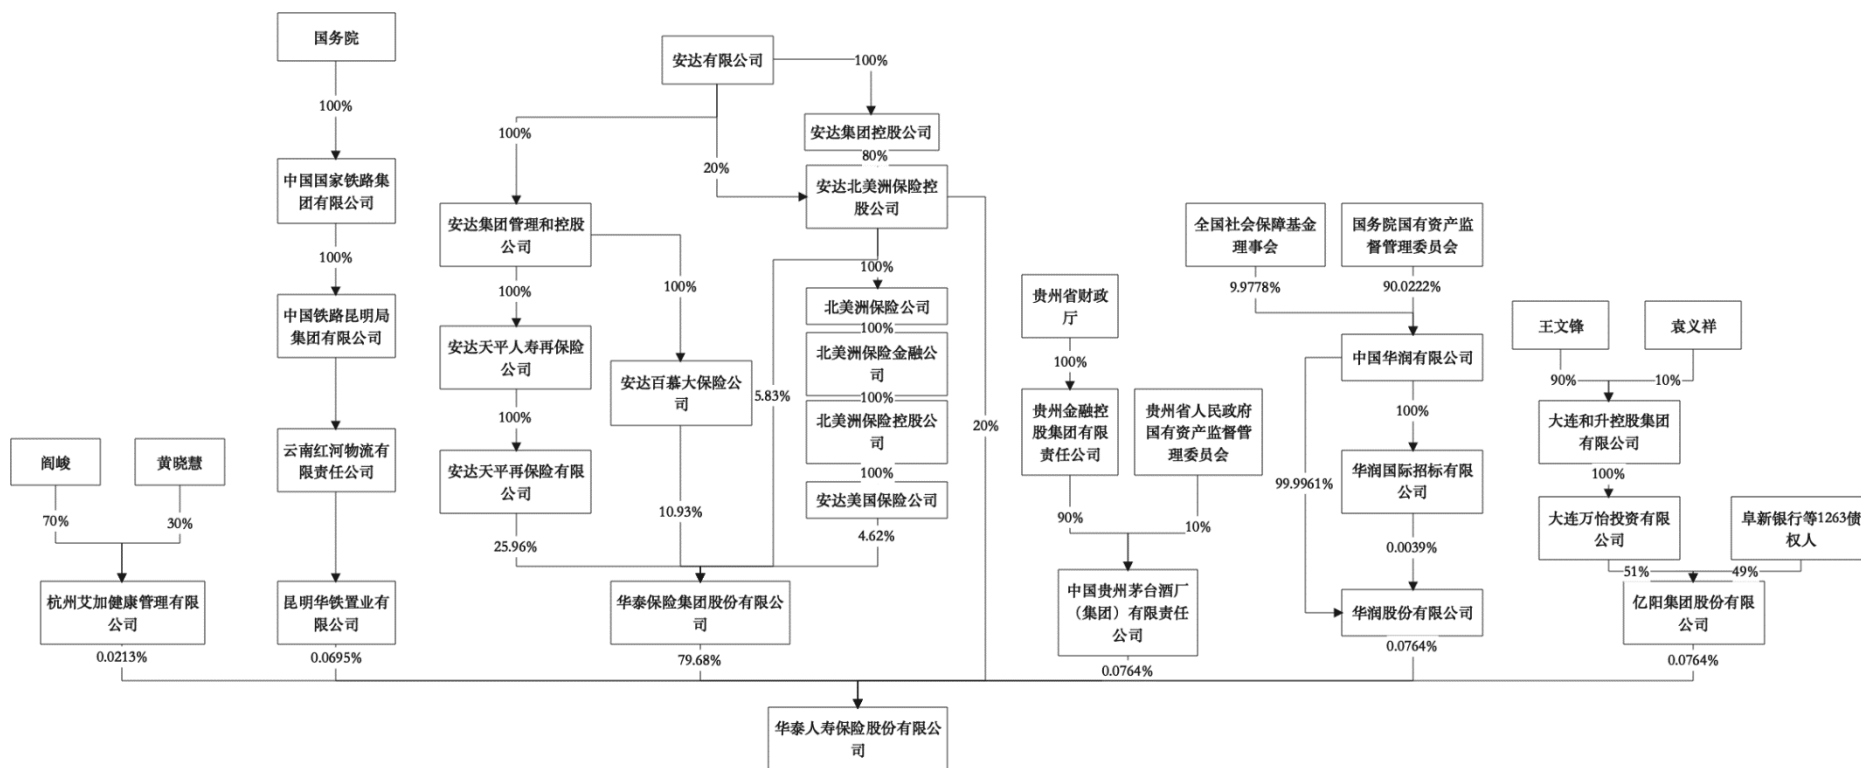 国务院
100%
中国国家铁路集
团有限公司
100%
中国铁路昆明局
集团有限公司
云南红河物流有
限责任公司
昆明华铁置业有
限公司
0.0695%
阎峻
黄晓慧
70%
30%
杭州艾加健康管理有限
公司
0.0213%
安达有限公司
100%
安达集团控股公司
80%
100%
20%
安达北美洲保险控
股公司
安达集团管理和控股
公司
100%
100%
100%
北美洲保险公司
100%
安达天平人寿再保险
公司
北美洲保险金融公
司
安达百慕大保险公
司
5.83%
100%
100%
北美洲保险控股公
司
20%
安达天平再保险有限
公司
100%
安达美国保险公司
10.93%
25.96%
4.62%
华泰保险集团股份有限公
司
79.68%
贵州省财政
厅
100%
贵州金融控
股集团有限
责任公司
贵州省人民政府
国有资产监督管
理委员会
90%
10%
中国贵州茅台酒厂
（集团）有限责任
公司
0.0764%
全国社会保障基金
理事会
国务院国有资产监
督管理委员会
9.9778%
90.0222%
中国华润有限公司
100%
华润国际招标有限
公司
99.9961%
0.0039%
华润股份有限公司
0.0764%
王文锋
袁义祥
90%
10%
大连和升控股集团
有限公司
100%
大连万怡投资有限
公司
阜新银行等1263债
权人
51%
49%
亿阳集团股份有限
公司
0.0764%
华泰人寿保险股份有限公
司